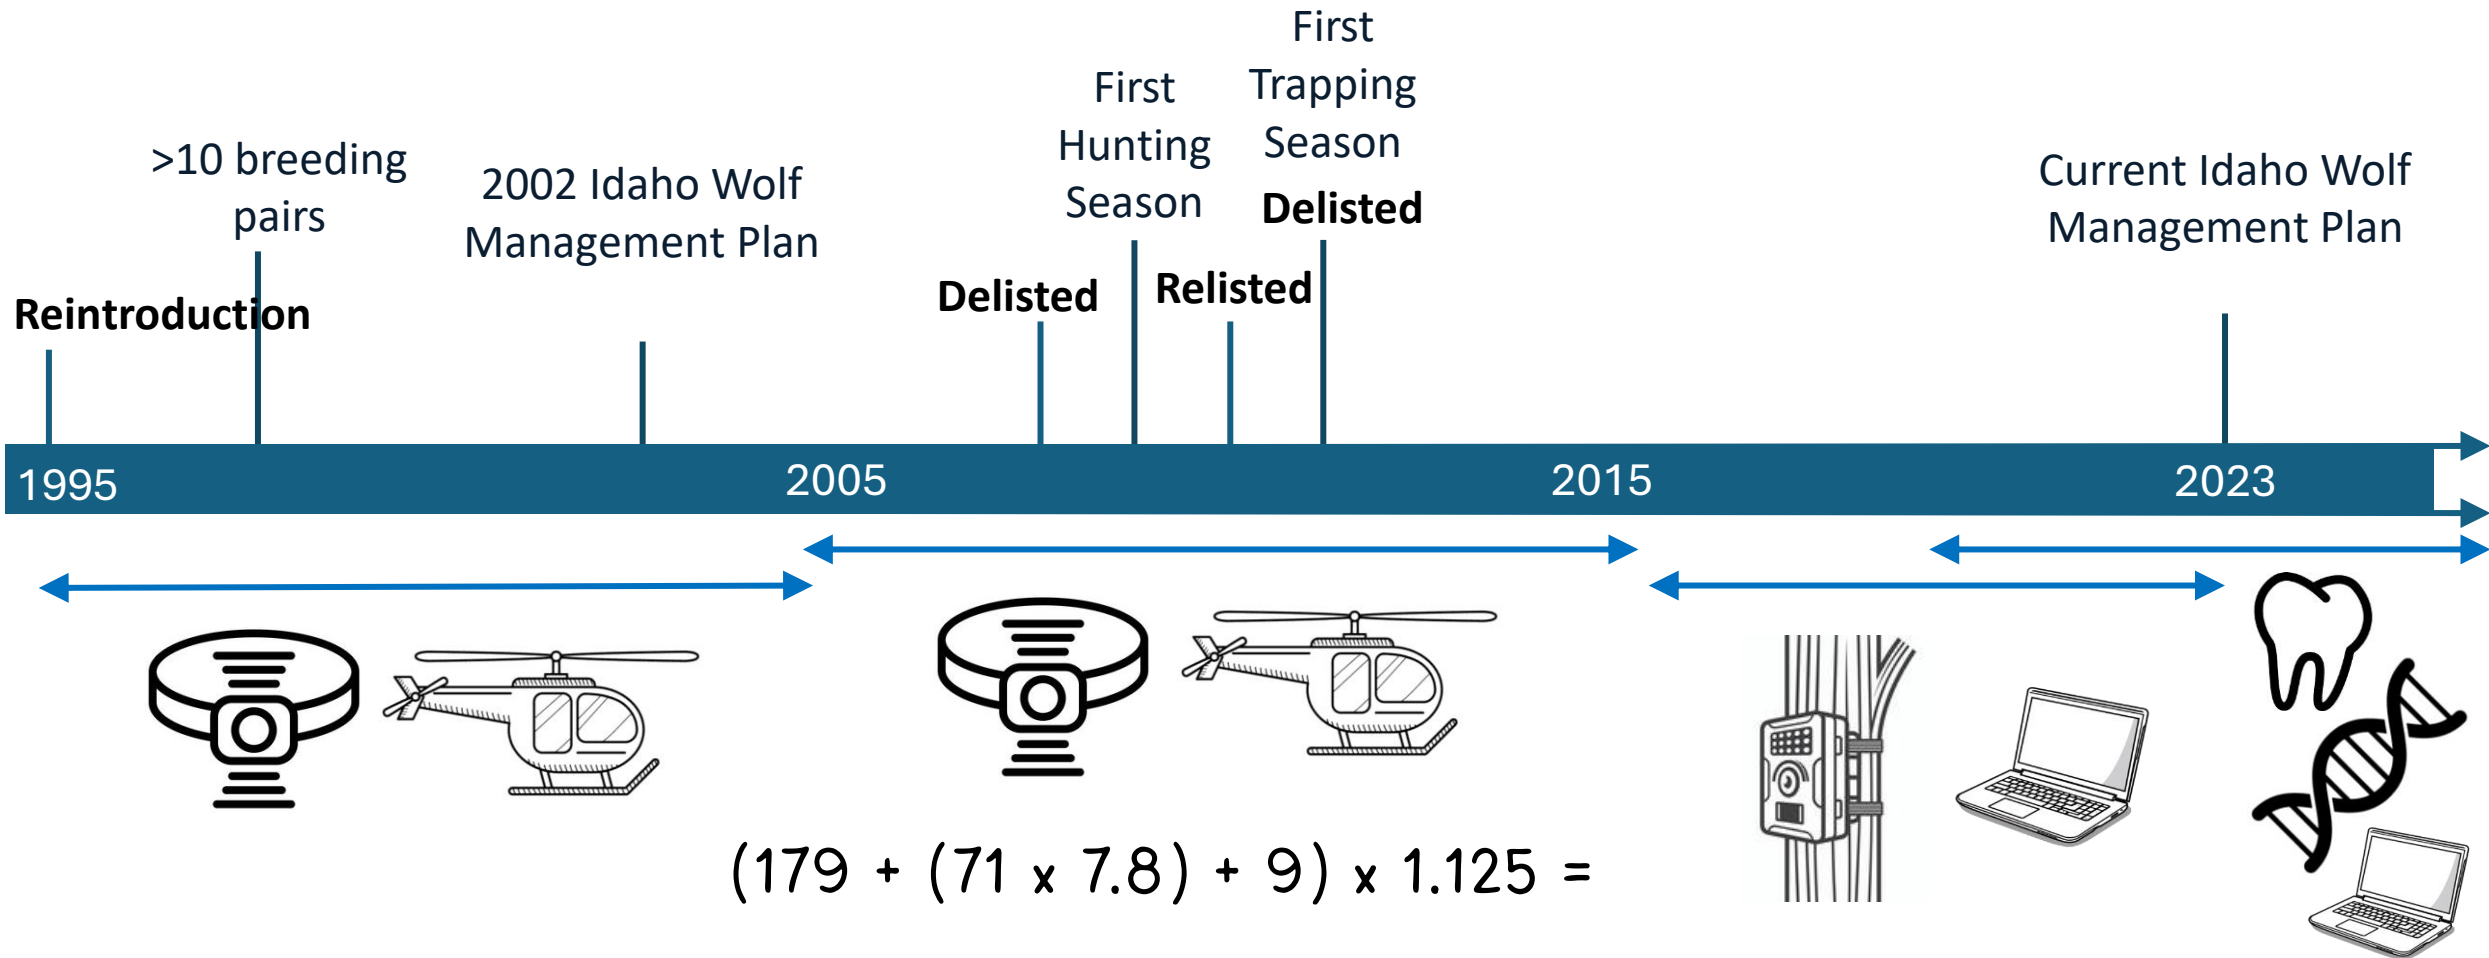 First
Trapping
Season
Delisted
First
Hunting
Season
>10 breeding
pairs
2002 Idaho Wolf
Management Plan
Current Idaho Wolf
Management Plan
Reintroduction
Delisted
Relisted
1995
2005
2015
2023
(179 + (71 x 7.8) + 9) x 1.125 =